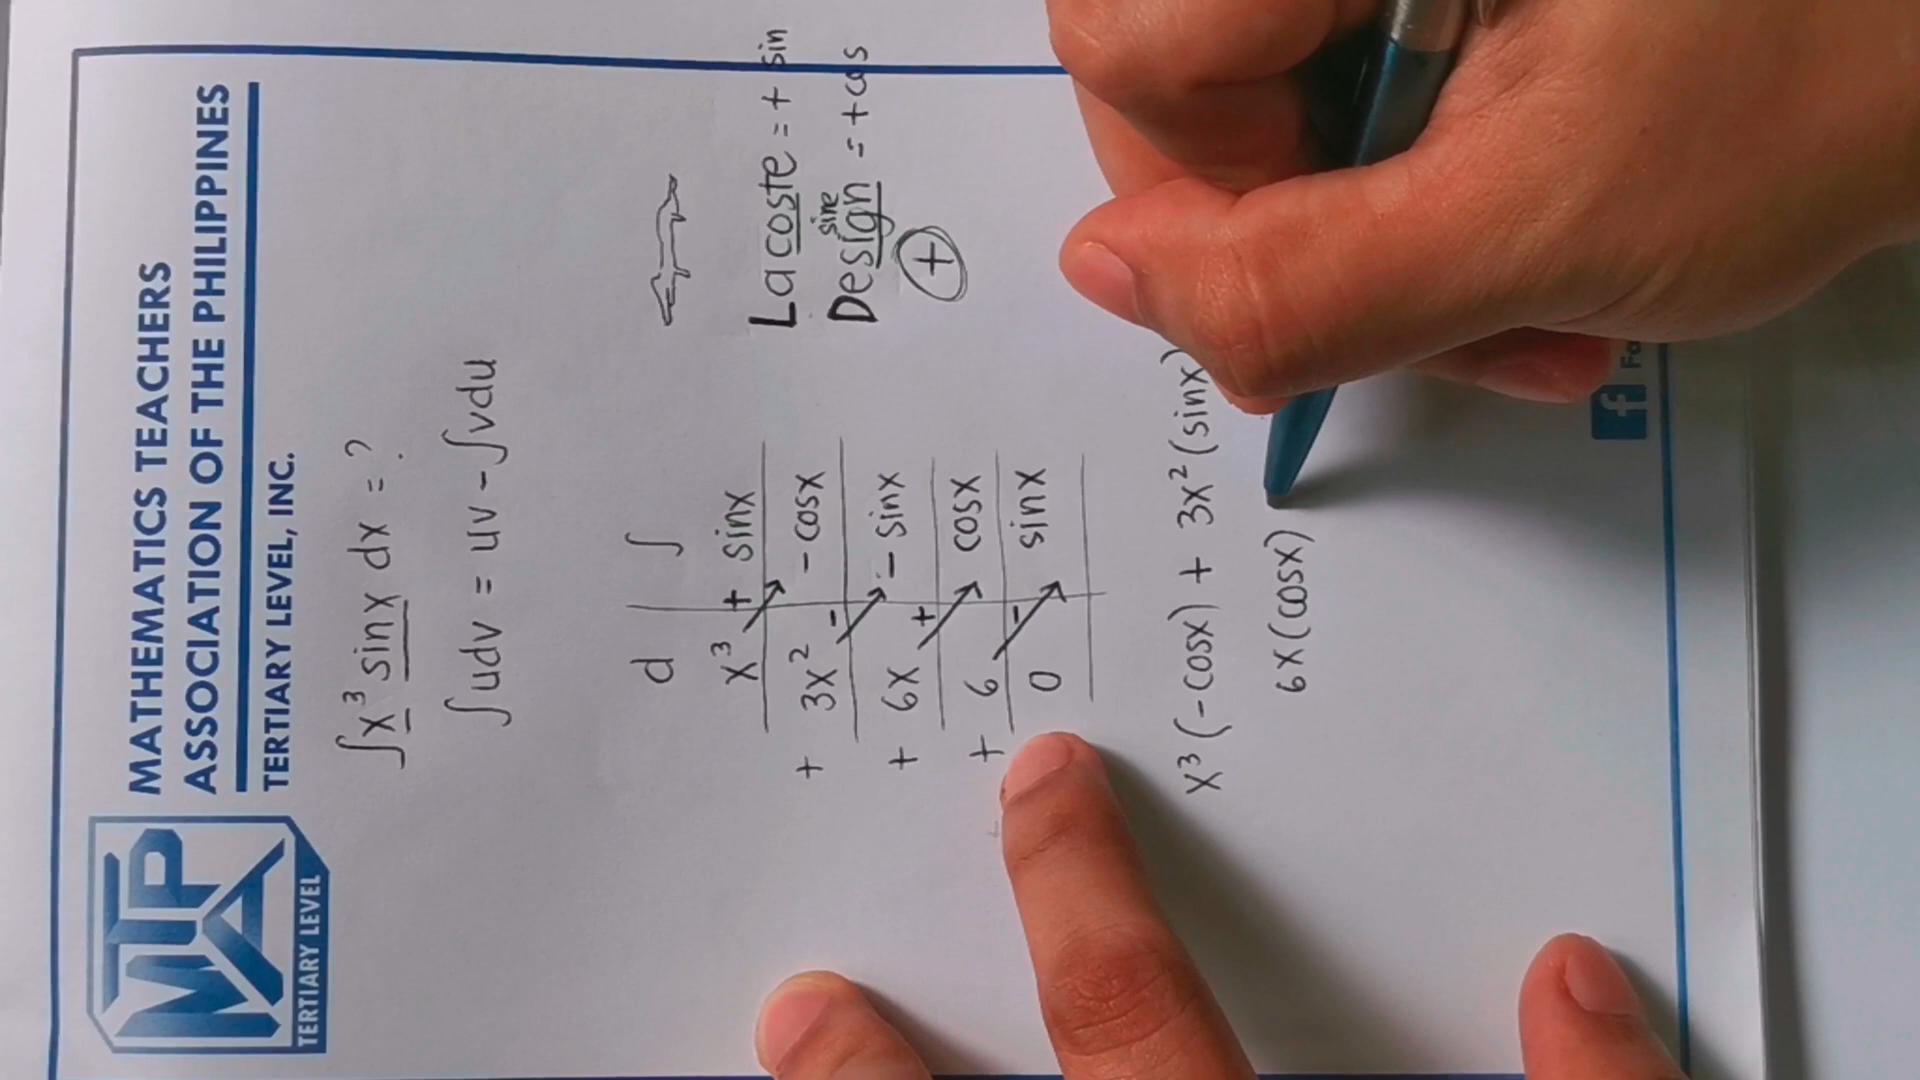 MTAP
TERTIARY LEVEL
MATHEMATICS TEACHERS
ASSOCIATION OF THE PHILIPPINES
TERTIARY LEVEL, INC.
∫x³ sinx dx = ?
∫udv = uv - ∫vdu
d ∫
x³ + sinx
+ 3x² - - cosx
+ 6x + - sinx
+ 6 - cosx
0 sinx
Lacoste = + sin
sine
Design = + cos
+
x³(-cosx) + 3x²(sinx)
6x(cosx)
f